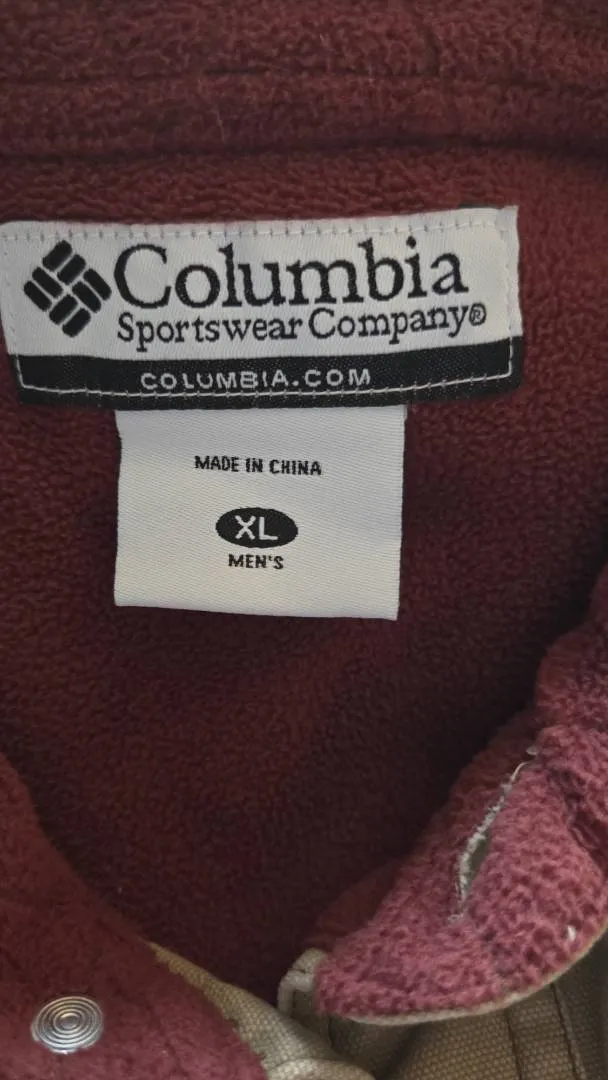 Columbia
Sportswear Company®
COLUMBIA.COM
MADE IN CHINA
XL
MEN'S